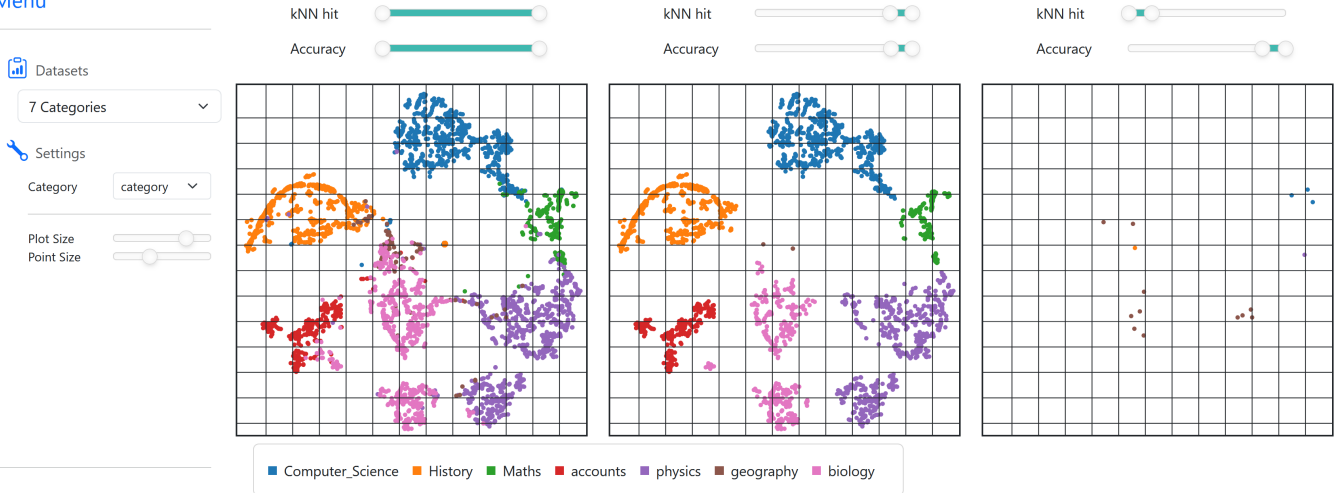 Menu
Datasets
7 Categories
Settings
Category
category
Plot Size
Point Size
kNN hit
Accuracy
kNN hit
Accuracy
kNN hit
Accuracy
Computer_Science History Maths accounts physics geography biology